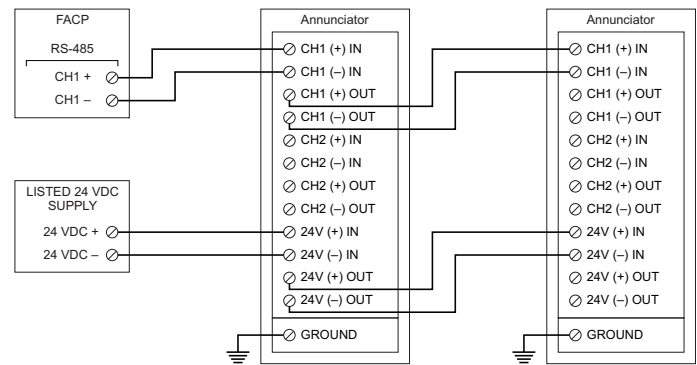 FACP
RS-485
CH1 +
CH1 –
LISTED 24 VDC
SUPPLY
24 VDC +
24 VDC –
Annunciator
CH1 (+) IN
CH1 (–) IN
CH1 (+) OUT
CH1 (–) OUT
CH2 (+) IN
CH2 (–) IN
CH2 (+) OUT
CH2 (–) OUT
24V (+) IN
24V (–) IN
24V (+) OUT
24V (–) OUT
GROUND
Annunciator
CH1 (+) IN
CH1 (–) IN
CH1 (+) OUT
CH1 (–) OUT
CH2 (+) IN
CH2 (–) IN
CH2 (+) OUT
CH2 (–) OUT
24V (+) IN
24V (–) IN
24V (+) OUT
24V (–) OUT
GROUND